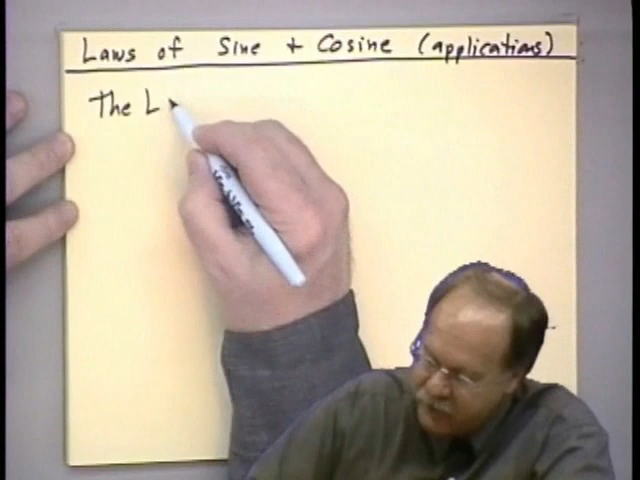 Laws of Sine + Cosine (applications)
The L